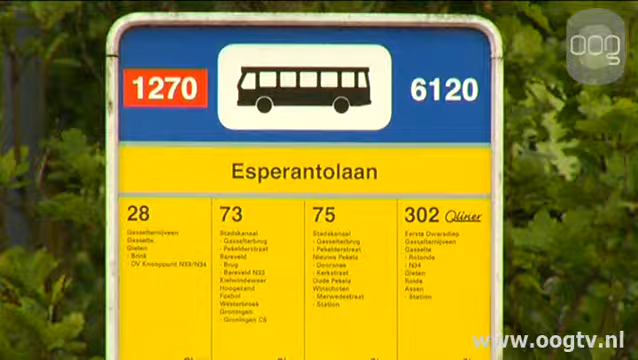 oog
1270
6120
Esperantolaan
28
Gasselternijveen
Gasselte
Gieten
- Brink
- OV Knooppunt N33/N34
73
Stadskanaal
- Gasselterbrug
- Pekelderstraat
Bareveld
- Brug
- Bareveld N33
Kielwindeweer
Hoogezand
Foxhol
Westerbroek
Groningen
- Groningen CS
75
Stadskanaal
- Gasselterbrug
- Pekelderstraat
Nieuwe Pekela
- Doorsnee
- Kerkstraat
Oude Pekela
Winschoten
- Merwedestraat
- Station
302 Qliner
Eerste Dwarsdiep
Gasselternijveen
Gasselte
- Rotonde
- N34
Gieten
Rolde
Assen
- Station
www.oogtv.nl